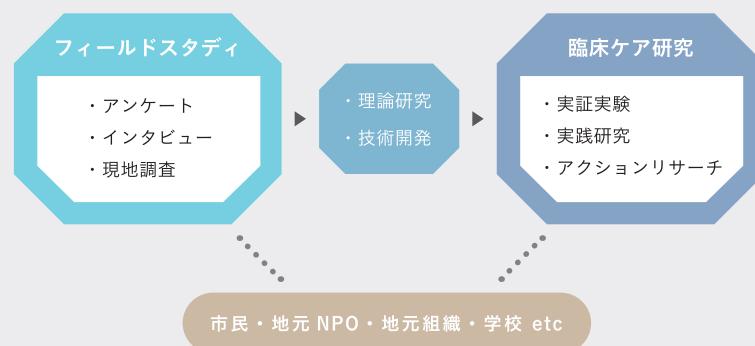 フィールドスタディ
・アンケート
・インタビュー
・現地調査
・理論研究
・技術開発
臨床ケア研究
・実証実験
・実践研究
・アクションリサーチ
市民・地元 NPO・地元組織・学校 etc